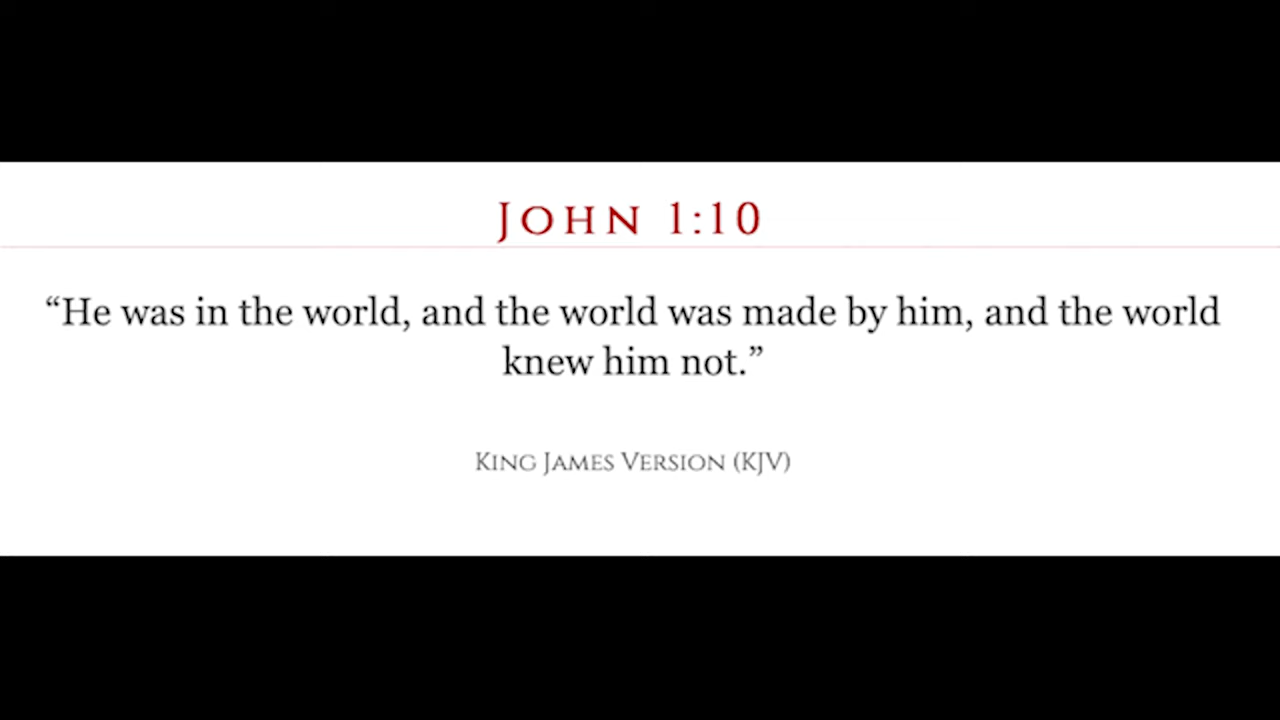 John 1:10
“He was in the world, and the world was made by him, and the world
knew him not.”
King James Version (KJV)